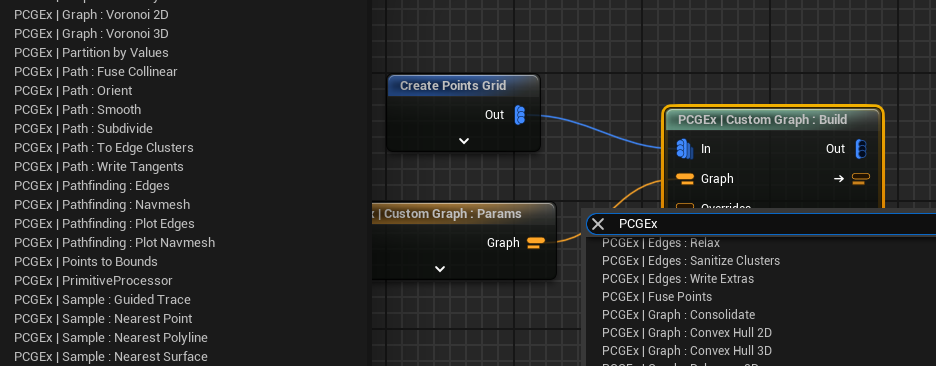 PCGEx | Graph : Voronoi 2D
PCGEx | Graph : Voronoi 3D
PCGEx | Partition by Values
PCGEx | Path : Fuse Collinear
PCGEx | Path : Orient
PCGEx | Path : Smooth
PCGEx | Path : Subdivide
PCGEx | Path : To Edge Clusters
PCGEx | Path : Write Tangents
PCGEx | Pathfinding : Edges
PCGEx | Pathfinding : Navmesh
PCGEx | Pathfinding : Plot Edges
PCGEx | Pathfinding : Plot Navmesh
PCGEx | Points to Bounds
PCGEx | PrimitiveProcessor
PCGEx | Sample : Guided Trace
PCGEx | Sample : Nearest Point
PCGEx | Sample : Nearest Polyline
PCGEx | Sample : Nearest Surface
Create Points Grid
Out
x | Custom Graph : Params
Graph
PCGEx | Custom Graph : Build
In
Out
Graph
Overrides
PCGEx
PCGEx | Edges : Relax
PCGEx | Edges : Sanitize Clusters
PCGEx | Edges : Write Extras
PCGEx | Fuse Points
PCGEx | Graph : Consolidate
PCGEx | Graph : Convex Hull 2D
PCGEx | Graph : Convex Hull 3D